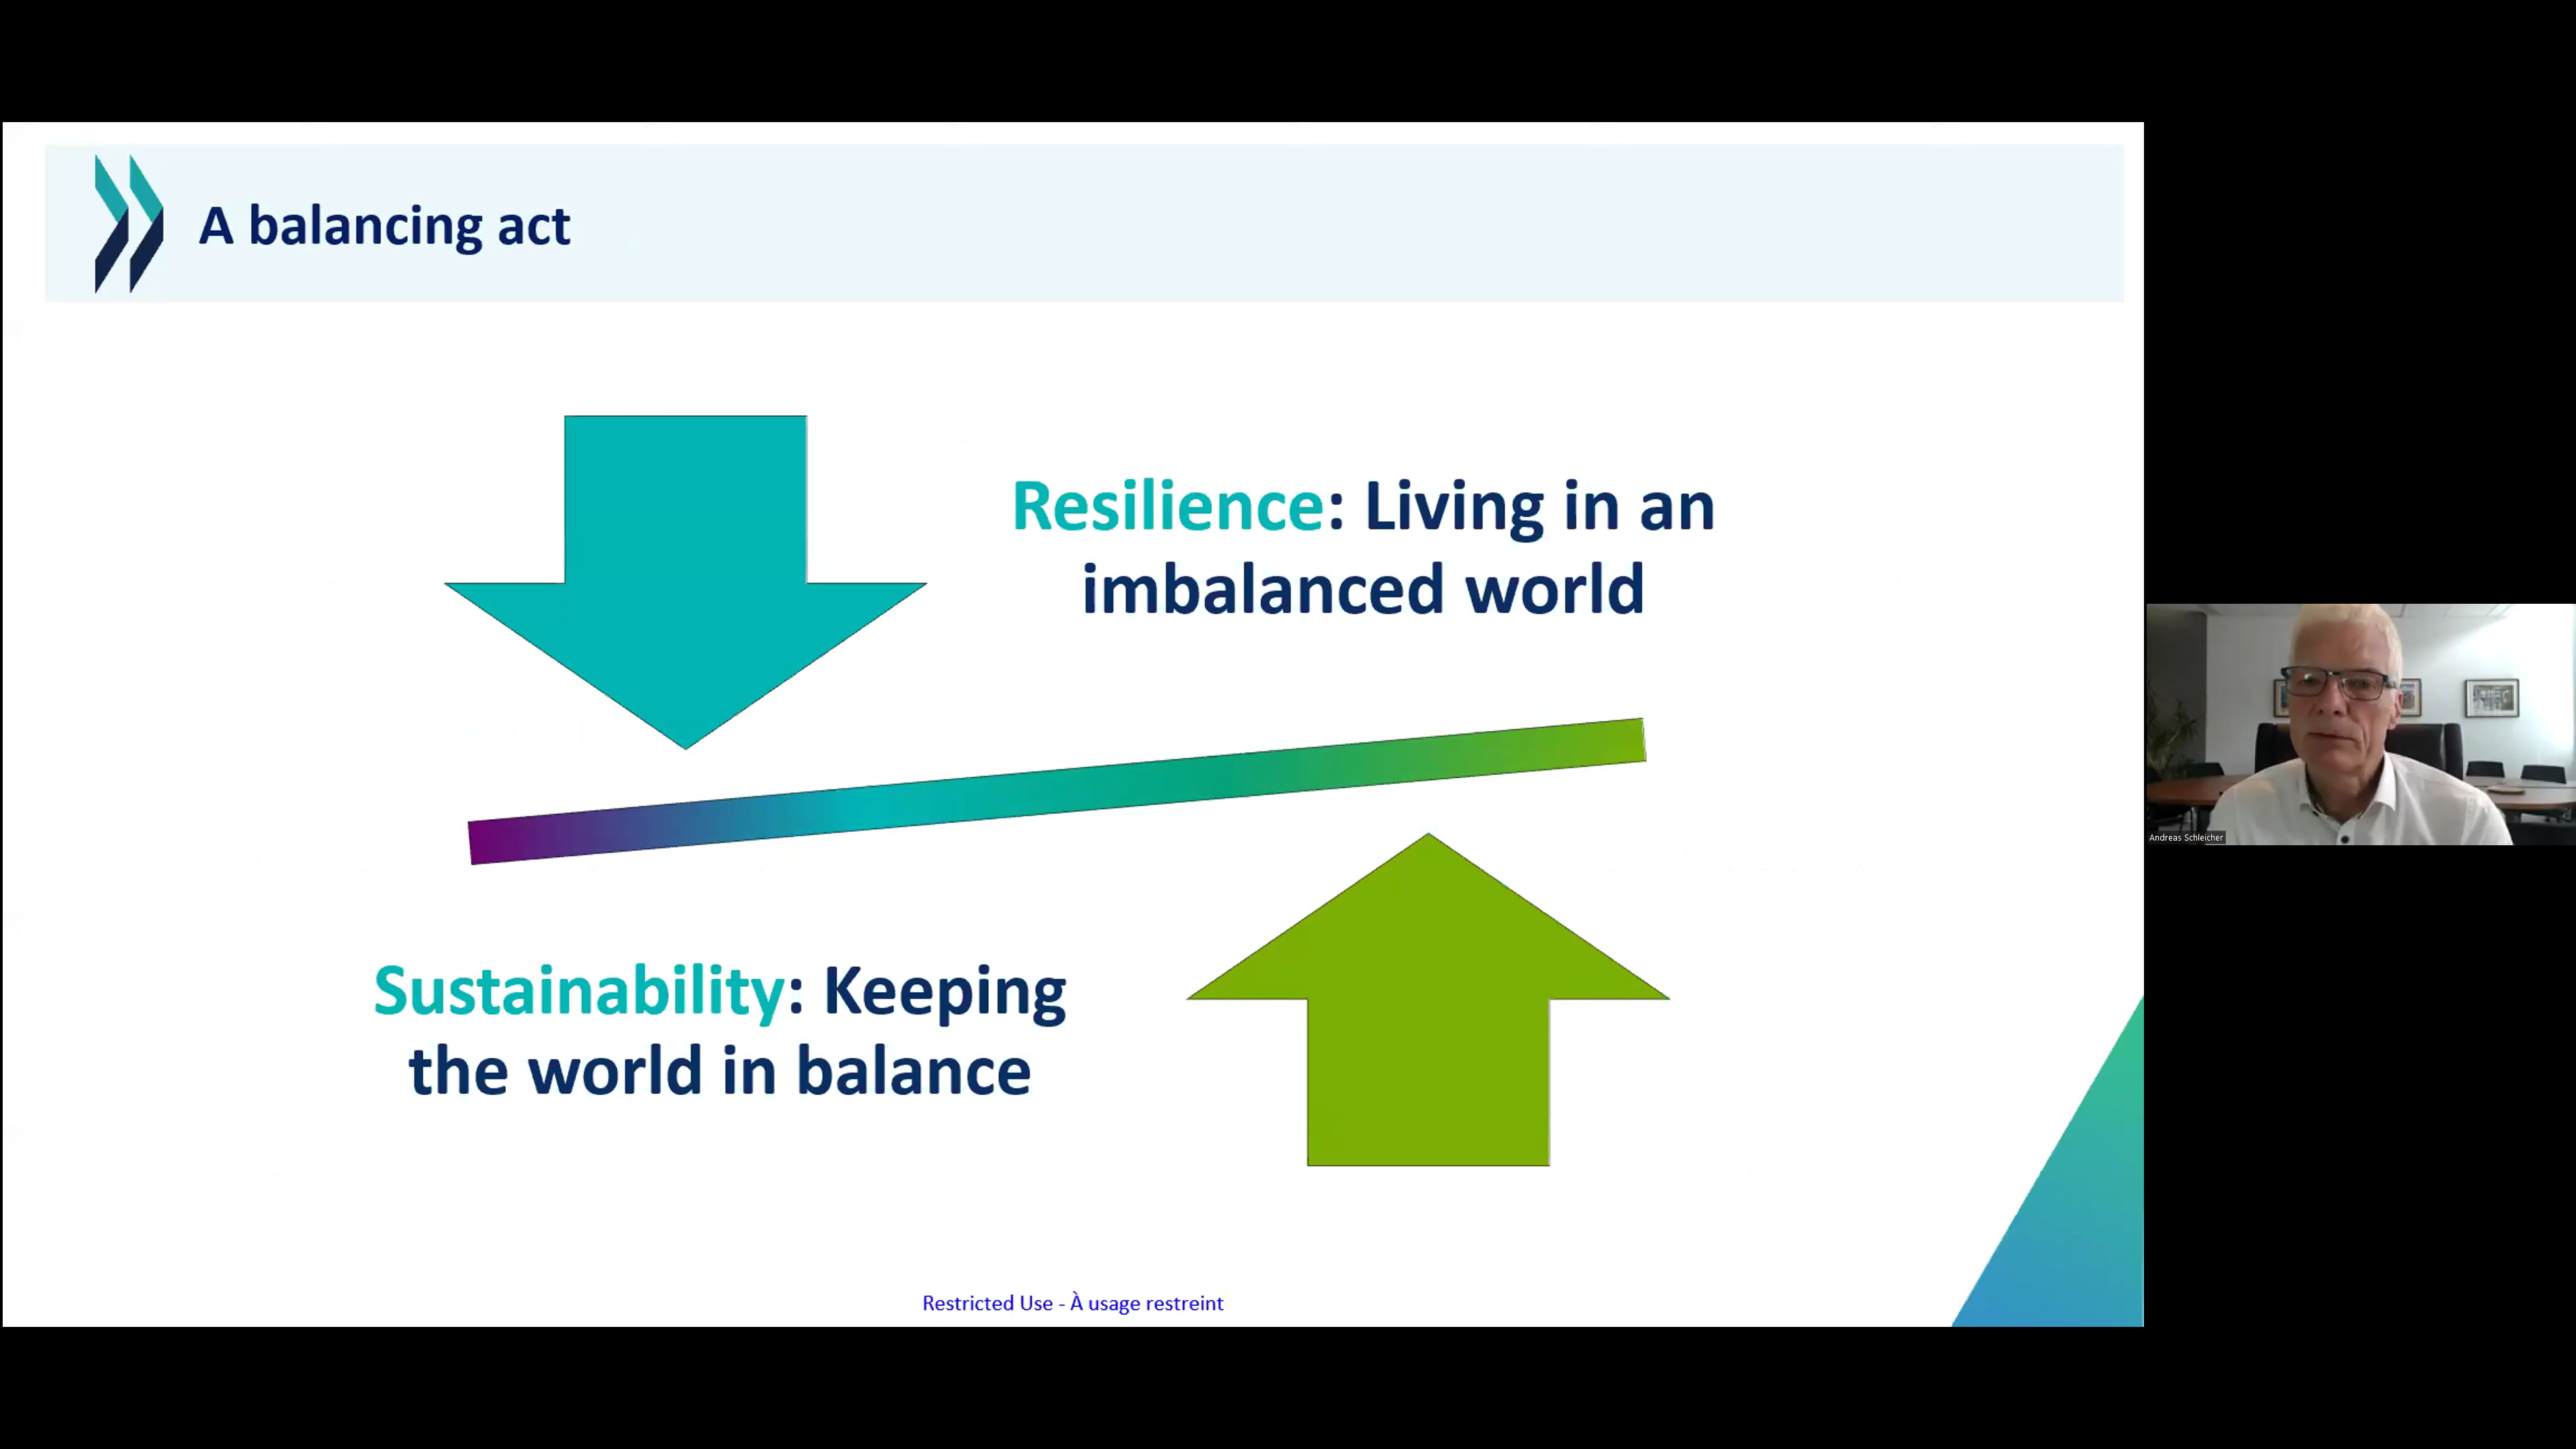 A balancing act
Resilience: Living in an
imbalanced world
Sustainability: Keeping
the world in balance
Restricted Use - À usage restreint
Andreas Schleicher